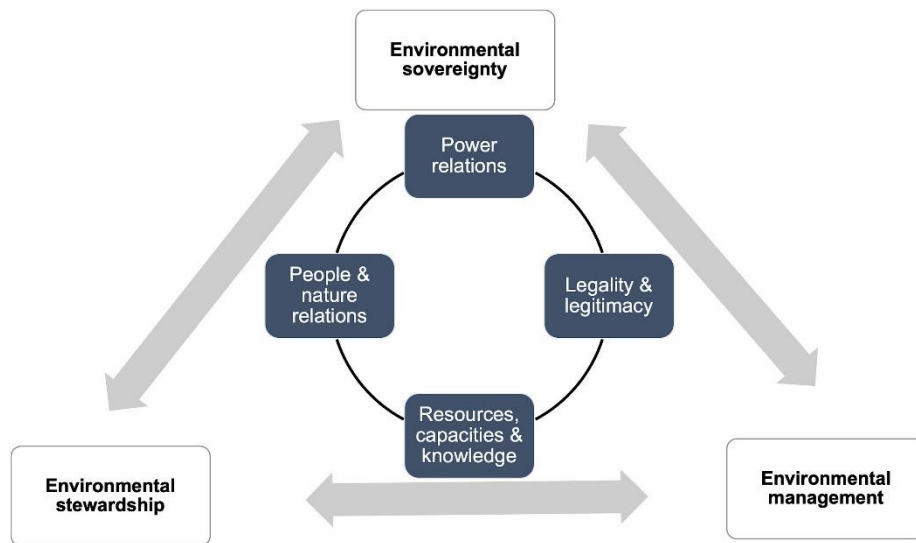 Environmental
sovereignty
Power
relations
People &
nature
relations
Legality &
legitimacy
Resources,
capacities &
knowledge
Environmental
stewardship
Environmental
management